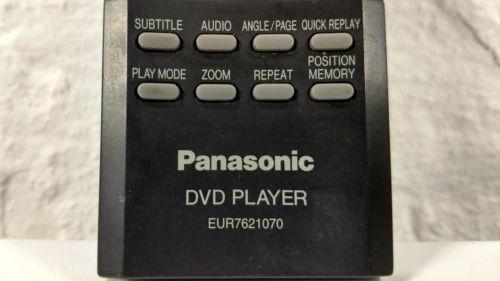 SUBTITLE AUDIO ANGLE/PAGE QUICK REPLAY
PLAY MODE ZOOM REPEAT POSITION MEMORY
Panasonic
DVD PLAYER
EUR7621070